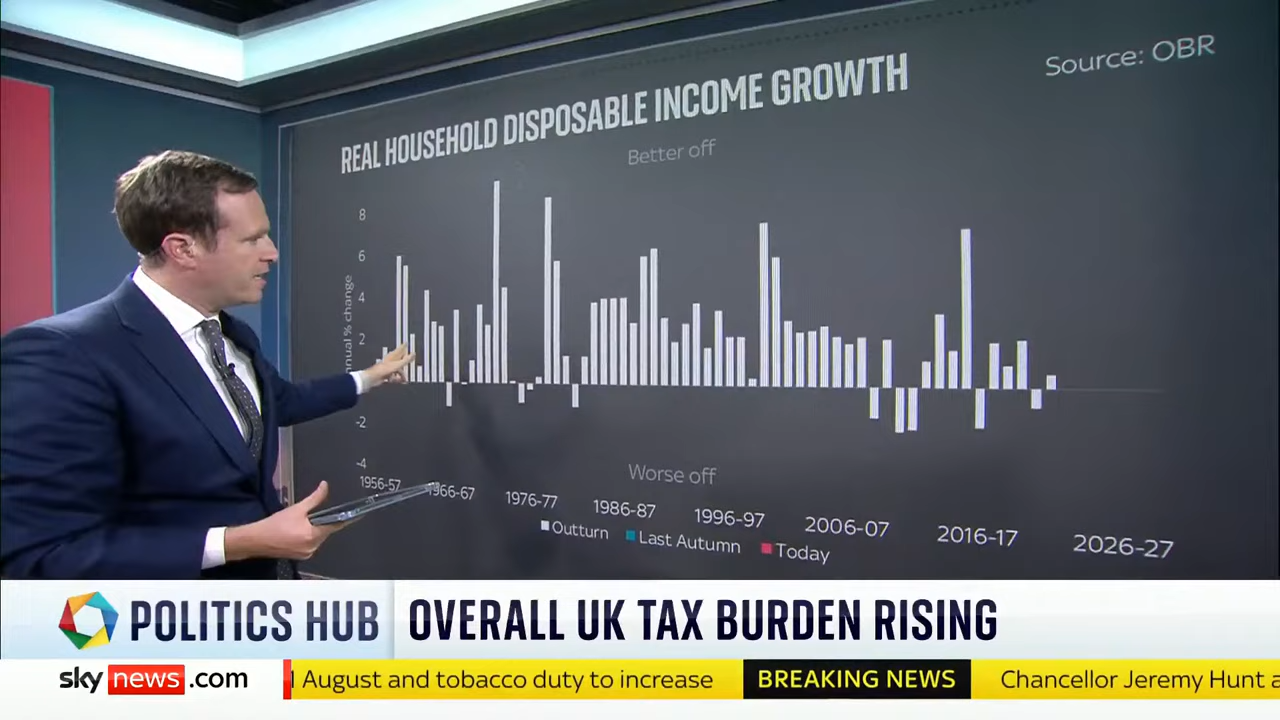 Source: OBR
REAL HOUSEHOLD DISPOSABLE INCOME GROWTH
Better off
8
6
4
2
-2
-4
% change
Worse off
1956-57
1966-67
1976-77
1986-87
1996-97
2006-07
2016-17
2026-27
Outturn
Last Autumn
Today
POLITICS HUB
OVERALL UK TAX BURDEN RISING
sky news .com
August and tobacco duty to increase
BREAKING NEWS
Chancellor Jeremy Hunt